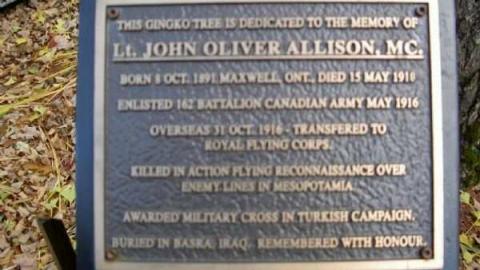 THIS GINGKO TREE IS DEDICATED TO THE MEMORY OF
Lt. JOHN OLIVER ALLISON, MC.
BORN 8 OCT. 1891 MAXWELL, ONT., DIED 15 MAY 1918
ENLISTED 162 BATTALION CANADIAN ARMY MAY 1916
OVERSEAS 31 OCT. 1916 - TRANSFERED TO
ROYAL FLYING CORPS.
KILLED IN ACTION FLYING RECONNAISSANCE OVER
ENEMY LINES IN MESOPOTAMIA
AWARDED MILITARY CROSS IN TURKISH CAMPAIGN.
BURIED IN BASRA, IRAQ. REMEMBERED WITH HONOUR.